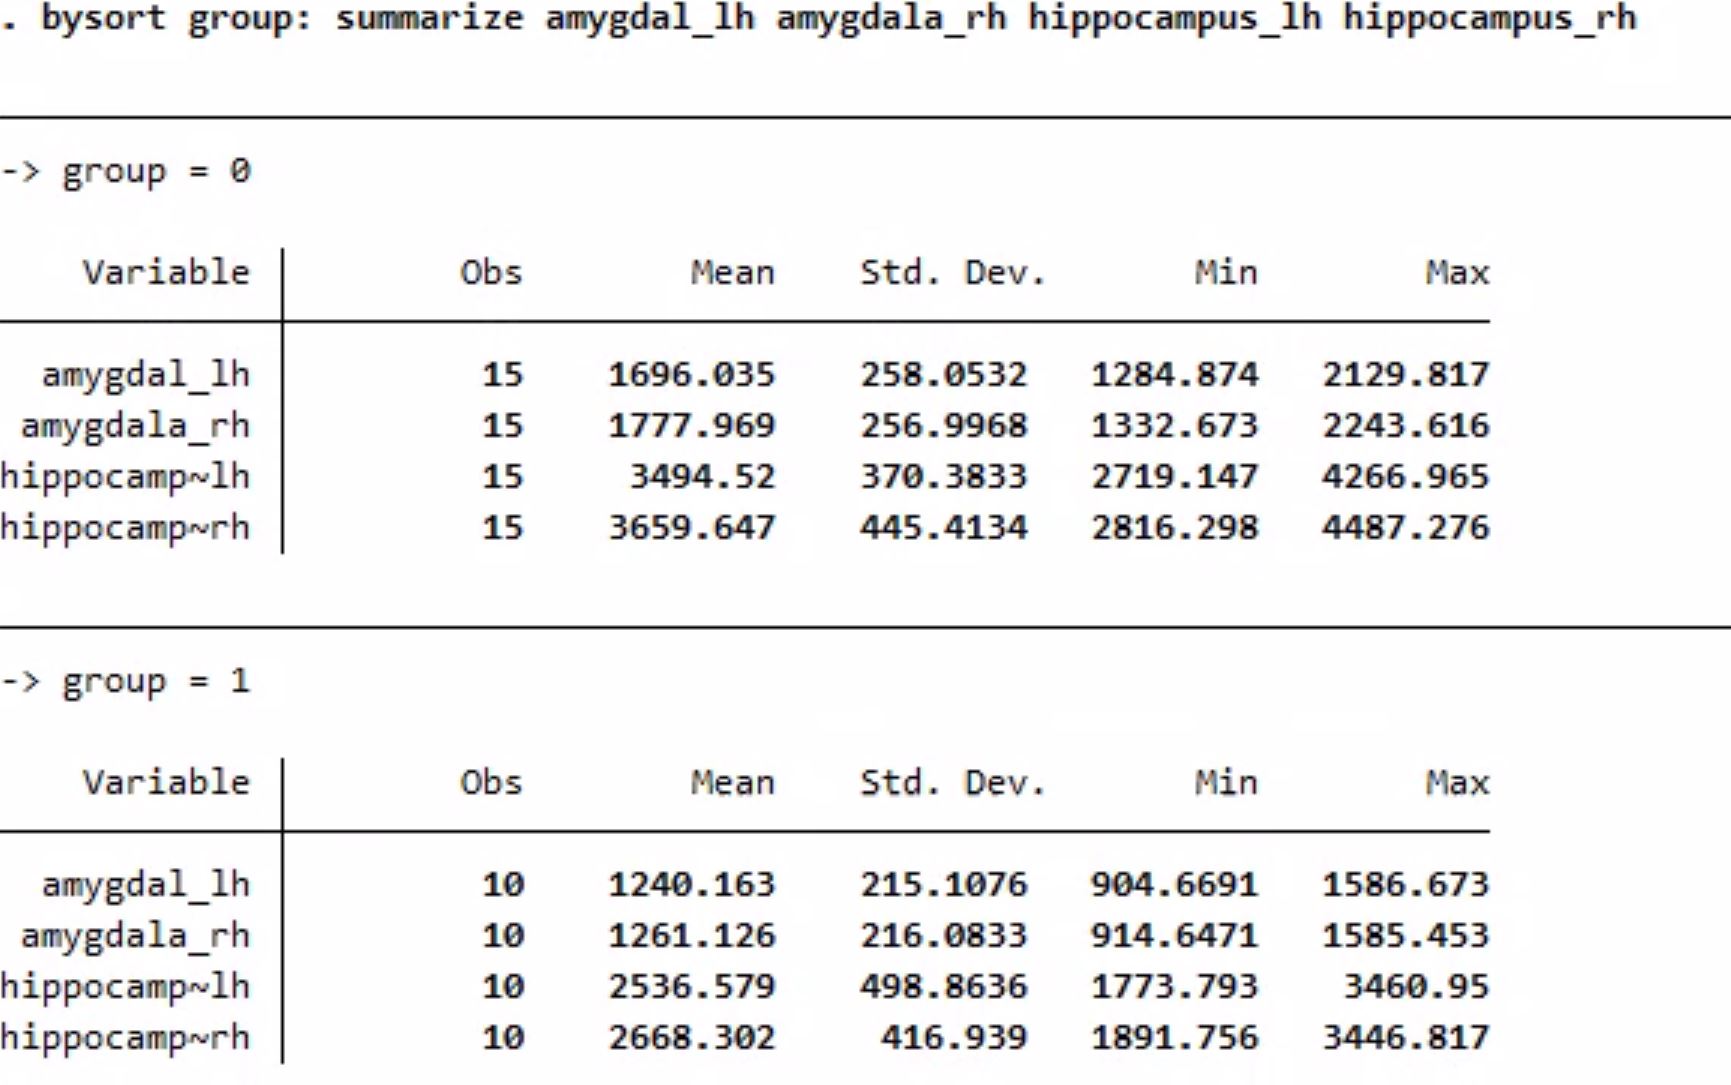 . bysort group: summarize amygdal_lh amygdala_rh hippocampus_lh hippocampus_rh
-> group = 0
Variable Obs Mean Std. Dev. Min Max
amygdal_lh 15 1696.035 258.0532 1284.874 2129.817
amygdala_rh 15 1777.969 256.9968 1332.673 2243.616
hippocamp~lh 15 3494.52 370.3833 2719.147 4266.965
hippocamp~rh 15 3659.647 445.4134 2816.298 4487.276
-> group = 1
Variable Obs Mean Std. Dev. Min Max
amygdal_lh 10 1240.163 215.1076 904.6691 1586.673
amygdala_rh 10 1261.126 216.0833 914.6471 1585.453
hippocamp~lh 10 2536.579 498.8636 1773.793 3460.95
hippocamp~rh 10 2668.302 416.939 1891.756 3446.817